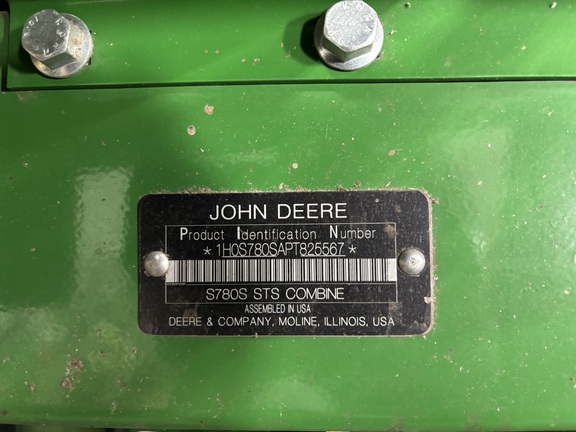 JOHN DEERE
Product Identification Number
*1H0S780SAPT825567*
S780S STS COMBINE
ASSEMBLED IN USA
DEERE & COMPANY, MOLINE, ILLINOIS, USA